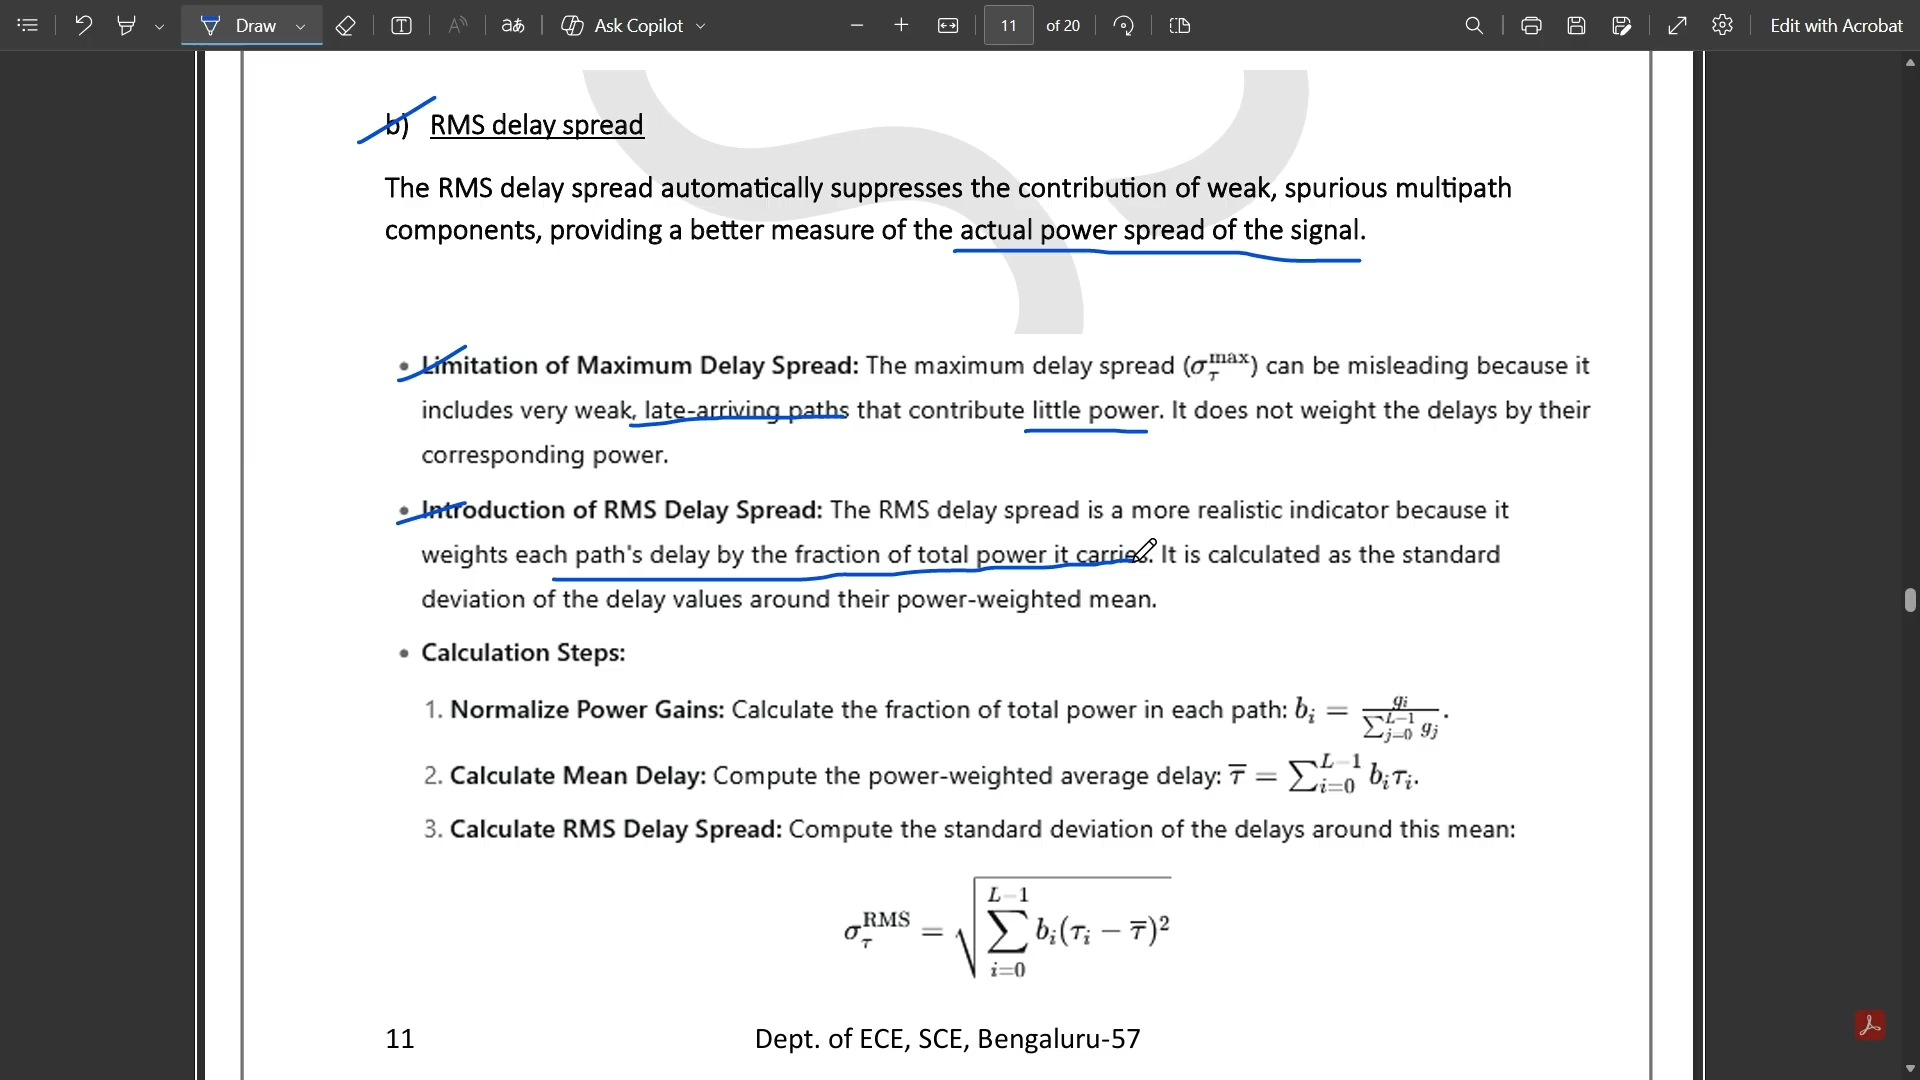 Draw
aあ
Ask Copilot
11 of 20
Edit with Acrobat
b) RMS delay spread
The RMS delay spread automatically suppresses the contribution of weak, spurious multipath
components, providing a better measure of the actual power spread of the signal.
• Limitation of Maximum Delay Spread: The maximum delay spread (σ_τ^max) can be misleading because it
includes very weak, late-arriving paths that contribute little power. It does not weight the delays by their
corresponding power.
• Introduction of RMS Delay Spread: The RMS delay spread is a more realistic indicator because it
weights each path's delay by the fraction of total power it carries. It is calculated as the standard
deviation of the delay values around their power-weighted mean.
• Calculation Steps:
1. Normalize Power Gains: Calculate the fraction of total power in each path: b_i = g_i / ∑_{j=0}^{L−1} g_j.
2. Calculate Mean Delay: Compute the power-weighted average delay: τ̅ = ∑_{i=0}^{L−1} b_i τ_i.
3. Calculate RMS Delay Spread: Compute the standard deviation of the delays around this mean:
σ_τ^RMS = √(∑_{i=0}^{L−1} b_i(τ_i − τ̅)²)
11 Dept. of ECE, SCE, Bengaluru-57